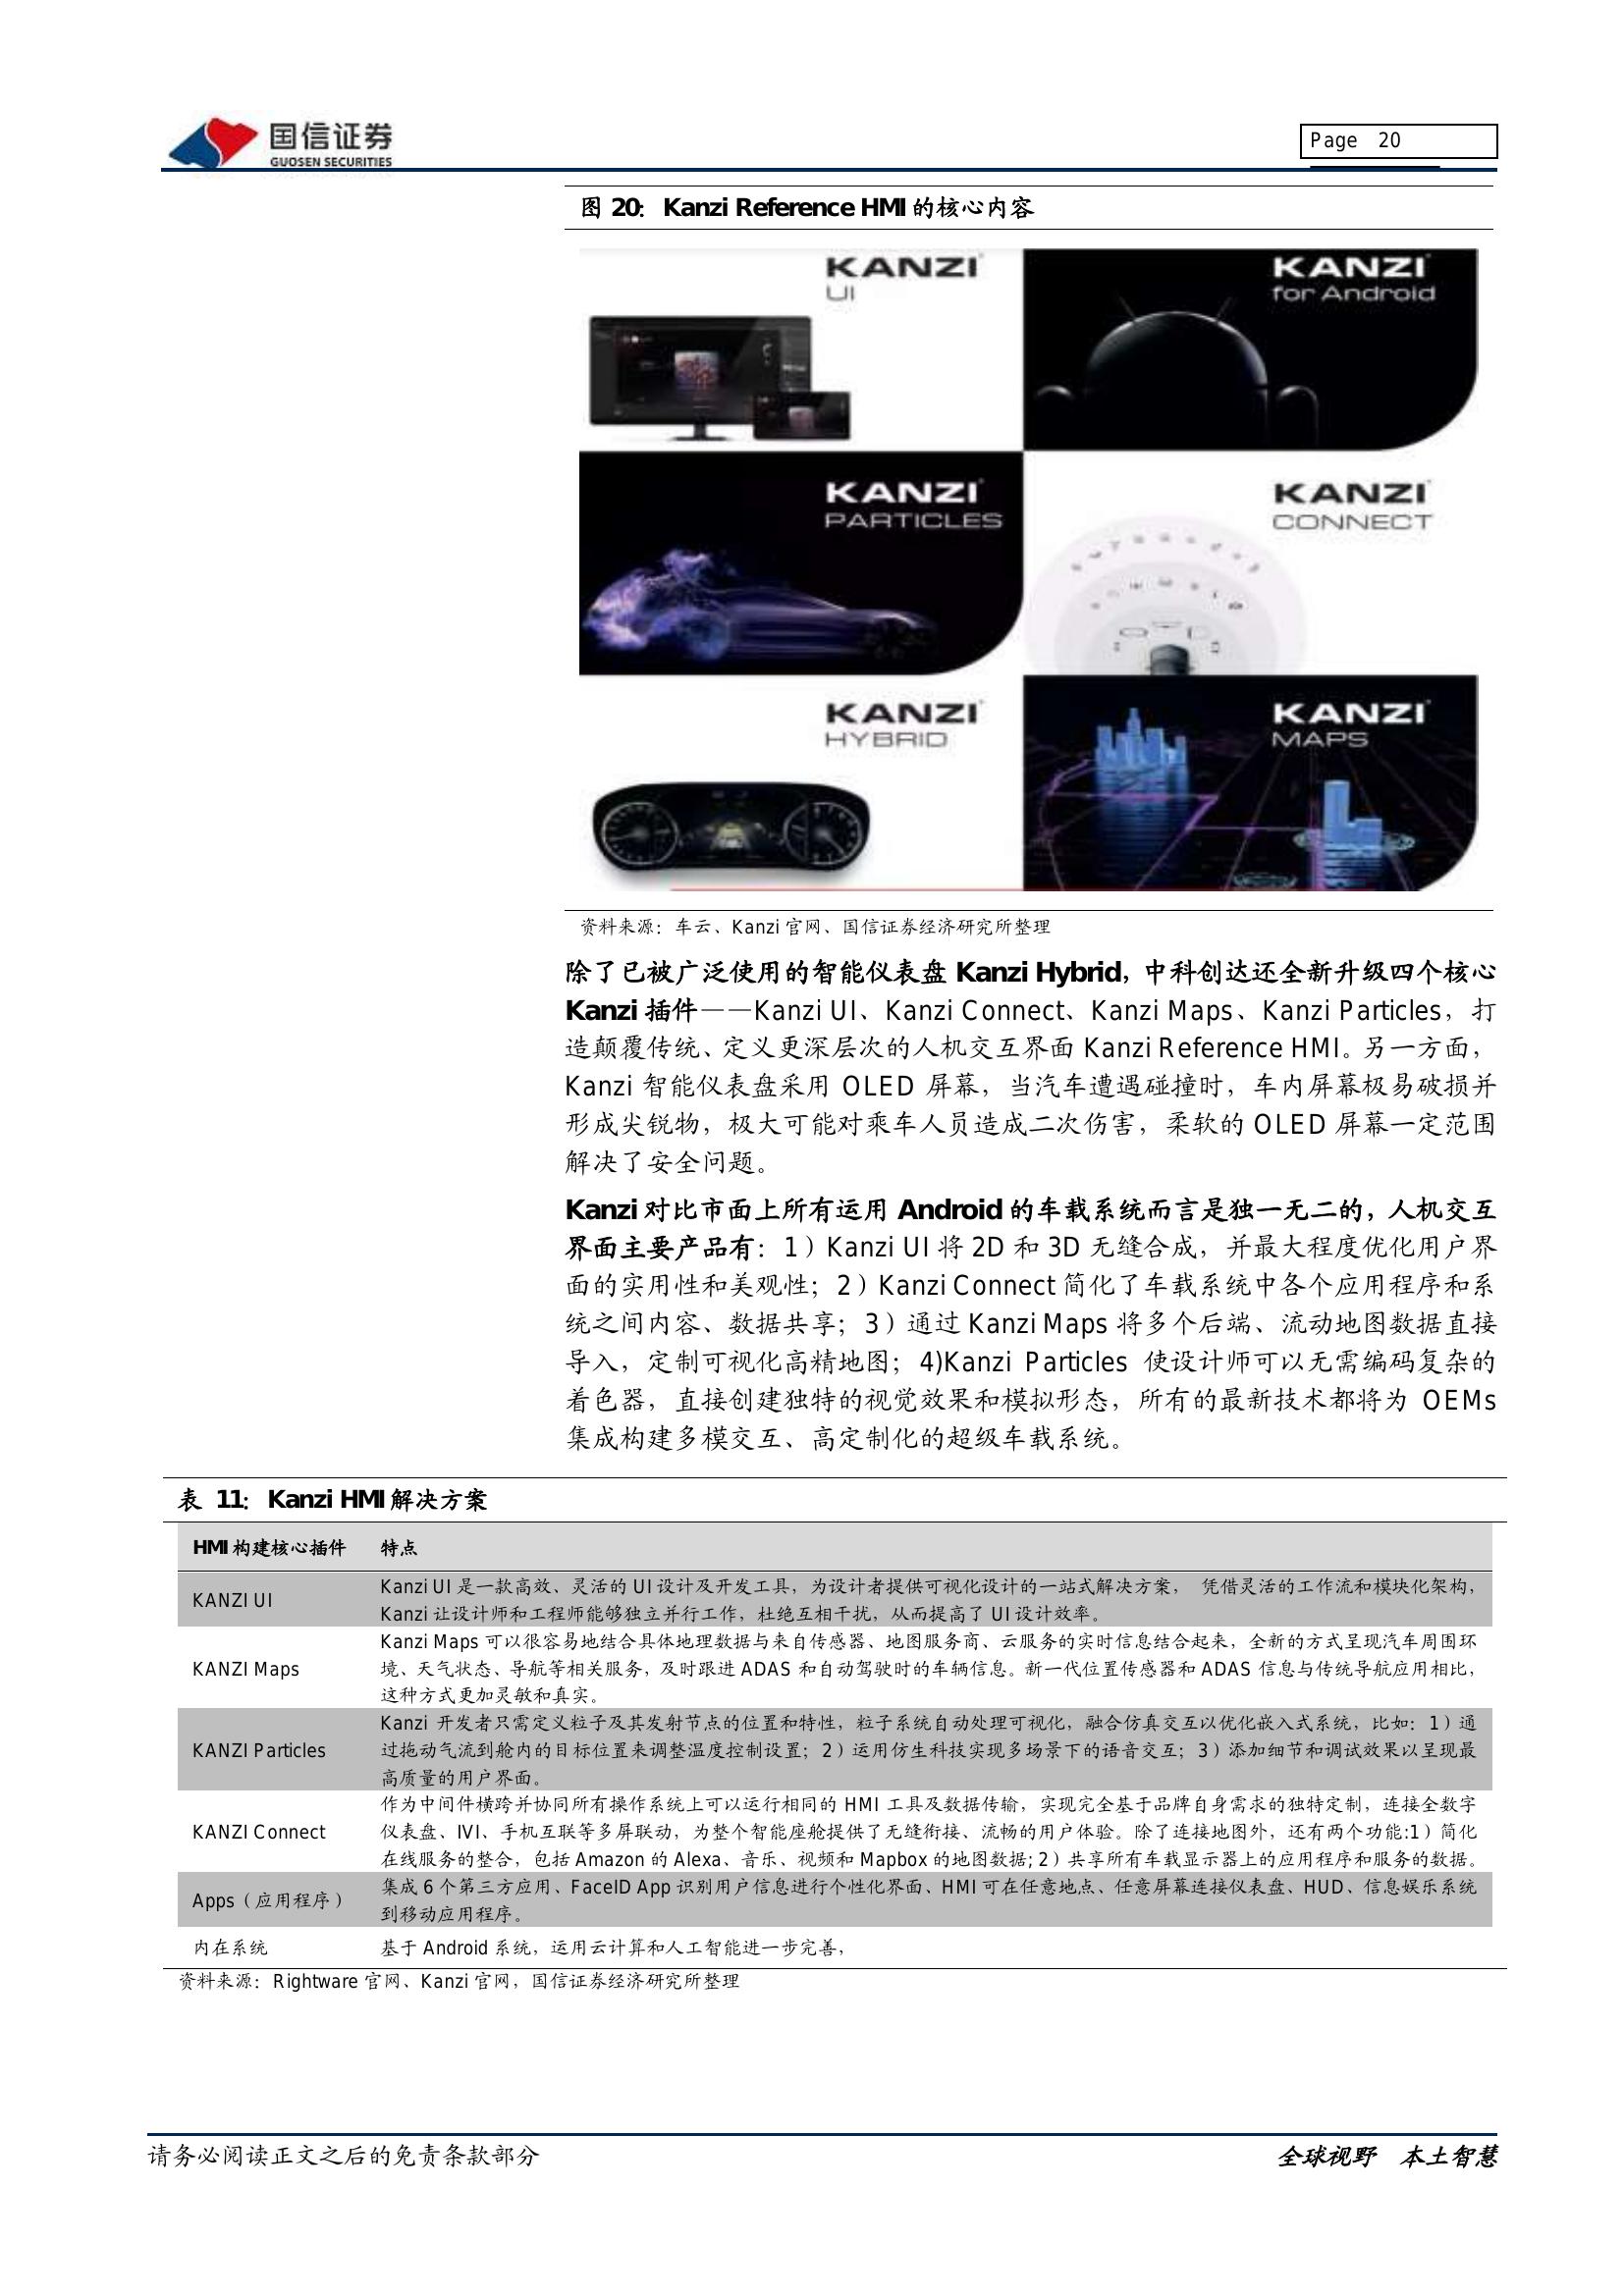 国信证券
GUOSEN SECURITIES
Page 20
图 20：Kanzi Reference HMI 的核心内容
KANZI
UI
KANZI
for Android
KANZI
PARTICLES
KANZI
CONNECT
KANZI
HYBRID
KANZI
MAPS
资料来源：车云、Kanzi 官网、国信证券经济研究所整理
除了已被广泛使用的智能仪表盘 Kanzi Hybrid，中科创达还全新升级四个核心
Kanzi 插件——Kanzi UI、Kanzi Connect、Kanzi Maps、Kanzi Particles，打
造颠覆传统、定义更深层次的人机交互界面 Kanzi Reference HMI。另一方面，
Kanzi 智能仪表盘采用 OLED 屏幕，当汽车遭遇碰撞时，车内屏幕极易破损并
形成尖锐物，极大可能对乘车人员造成二次伤害，柔软的 OLED 屏幕一定范围
解决了安全问题。
Kanzi 对比市面上所有运用 Android 的车载系统而言是独一无二的，人机交互
界面主要产品有：1）Kanzi UI 将 2D 和 3D 无缝合成，并最大程度优化用户界
面的实用性和美观性；2）Kanzi Connect 简化了车载系统中各个应用程序和系
统之间内容、数据共享；3）通过 Kanzi Maps 将多个后端、流动地图数据直接
导入，定制可视化高精地图；4)Kanzi Particles 使设计师可以无需编码复杂的
着色器，直接创建独特的视觉效果和模拟形态，所有的最新技术都将为 OEMs
集成构建多模交互、高定制化的超级车载系统。
表 11：Kanzi HMI 解决方案
HMI 构建核心插件 特点
KANZI UI
Kanzi UI 是一款高效、灵活的 UI 设计及开发工具，为设计者提供可视化设计的一站式解决方案， 凭借灵活的工作流和模块化架构，
Kanzi 让设计师和工程师能够独立并行工作，杜绝互相干扰，从而提高了 UI 设计效率。
KANZI Maps
Kanzi Maps 可以很容易地结合具体地理数据与来自传感器、地图服务商、云服务的实时信息结合起来，全新的方式呈现汽车周围环
境、天气状态、导航等相关服务，及时跟进 ADAS 和自动驾驶时的车辆信息。新一代位置传感器和 ADAS 信息与传统导航应用相比，
这种方式更加灵敏和真实。
KANZI Particles
Kanzi 开发者只需定义粒子及其发射节点的位置和特性，粒子系统自动处理可视化，融合仿真交互以优化嵌入式系统，比如：1）通
过拖动气流到舱内的目标位置来调整温度控制设置；2）运用仿生科技实现多场景下的语音交互；3）添加细节和调试效果以呈现最
高质量的用户界面。
KANZI Connect
作为中间件横跨并协同所有操作系统上可以运行相同的 HMI 工具及数据传输，实现完全基于品牌自身需求的独特定制，连接全数字
仪表盘、IVI、手机互联等多屏联动，为整个智能座舱提供了无缝衔接、流畅的用户体验。除了连接地图外，还有两个功能:1）简化
在线服务的整合，包括 Amazon 的 Alexa、音乐、视频和 Mapbox 的地图数据; 2）共享所有车载显示器上的应用程序和服务的数据。
Apps（应用程序）
集成 6 个第三方应用、FaceID App 识别用户信息进行个性化界面、HMI 可在任意地点、任意屏幕连接仪表盘、HUD、信息娱乐系统
到移动应用程序。
内在系统 基于 Android 系统，运用云计算和人工智能进一步完善，
资料来源：Rightware 官网、Kanzi 官网，国信证券经济研究所整理
请务必阅读正文之后的免责条款部分
全球视野 本土智慧